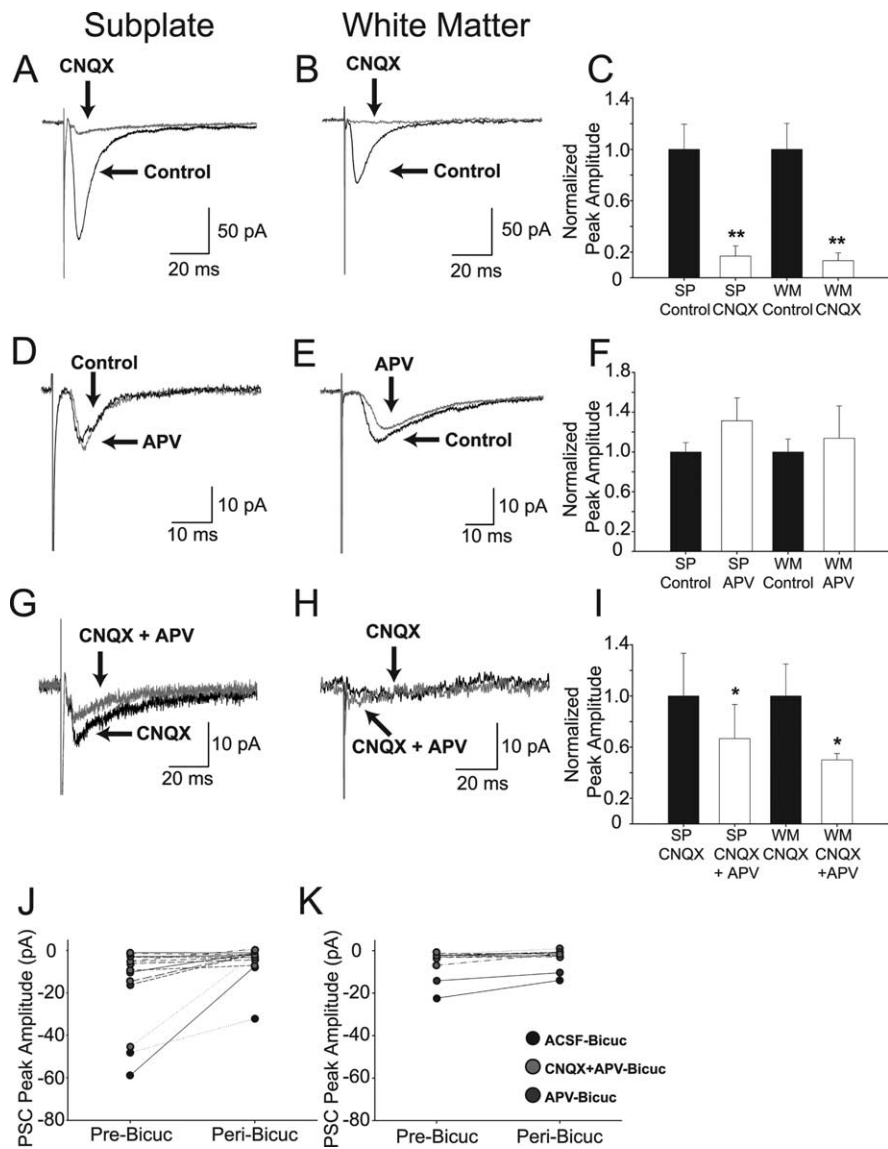 Subplate
White Matter
A
CNQX
Control
50 pA
20 ms
B
CNQX
Control
50 pA
20 ms
C
Normalized
Peak Amplitude
1.4
1.0
0.6
0.2
0
**
**
SP
Control
SP
CNQX
WM
Control
WM
CNQX
D
Control
APV
10 pA
10 ms
E
APV
Control
10 pA
10 ms
F
Normalized
Peak Amplitude
1.8
1.4
1.0
0.6
0.2
0
SP
Control
SP
APV
WM
Control
WM
APV
G
CNQX + APV
CNQX
10 pA
20 ms
H
CNQX
CNQX + APV
10 pA
20 ms
I
Normalized
Peak Amplitude
1.4
1.0
0.6
0.2
0
*
*
SP
CNQX
SP
CNQX
+ APV
WM
CNQX
WM
CNQX
+APV
J
PSC Peak Amplitude (pA)
0
-20
-40
-60
-80
Pre-Bicuc
Peri-Bicuc
K
PSC Peak Amplitude (pA)
0
-20
-40
-60
-80
Pre-Bicuc
Peri-Bicuc
ACSF-Bicuc
CNQX+APV-Bicuc
APV-Bicuc